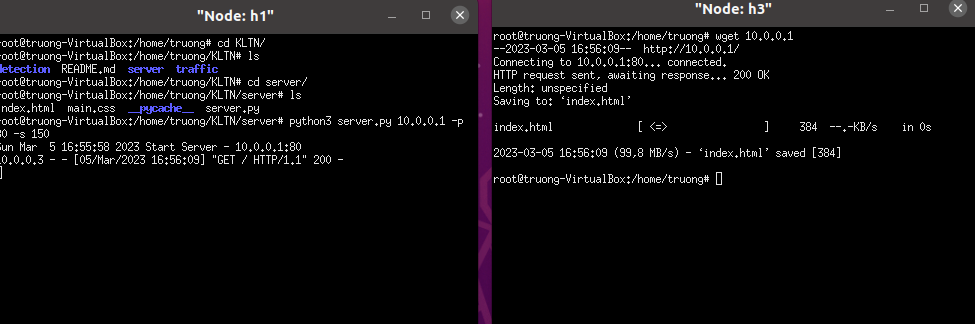 "Node: h1"
root@truong-VirtualBox:/home/truong# cd KLTN/
root@truong-VirtualBox:/home/truong/KLTN# ls
detection README.md server traffic
root@truong-VirtualBox:/home/truong/KLTN# cd server/
root@truong-VirtualBox:/home/truong/KLTN/server# ls
index.html main.css __pycache__ server.py
root@truong-VirtualBox:/home/truong/KLTN/server# python3 server.py 10.0.0.1 -p
80 -s 150
Sun Mar 5 16:55:58 2023 Start Server - 10.0.0.1:80
10.0.0.3 - - [05/Mar/2023 16:56:09] "GET / HTTP/1.1" 200 -
"Node: h3"
root@truong-VirtualBox:/home/truong# wget 10.0.0.1
--2023-03-05 16:56:09-- http://10.0.0.1/
Connecting to 10.0.0.1:80... connected.
HTTP request sent, awaiting response... 200 OK
Length: unspecified
Saving to: ‘index.html’
index.html [ <=> ] 384 --.-KB/s in 0s
2023-03-05 16:56:09 (99,8 MB/s) - ‘index.html’ saved [384]
root@truong-VirtualBox:/home/truong#